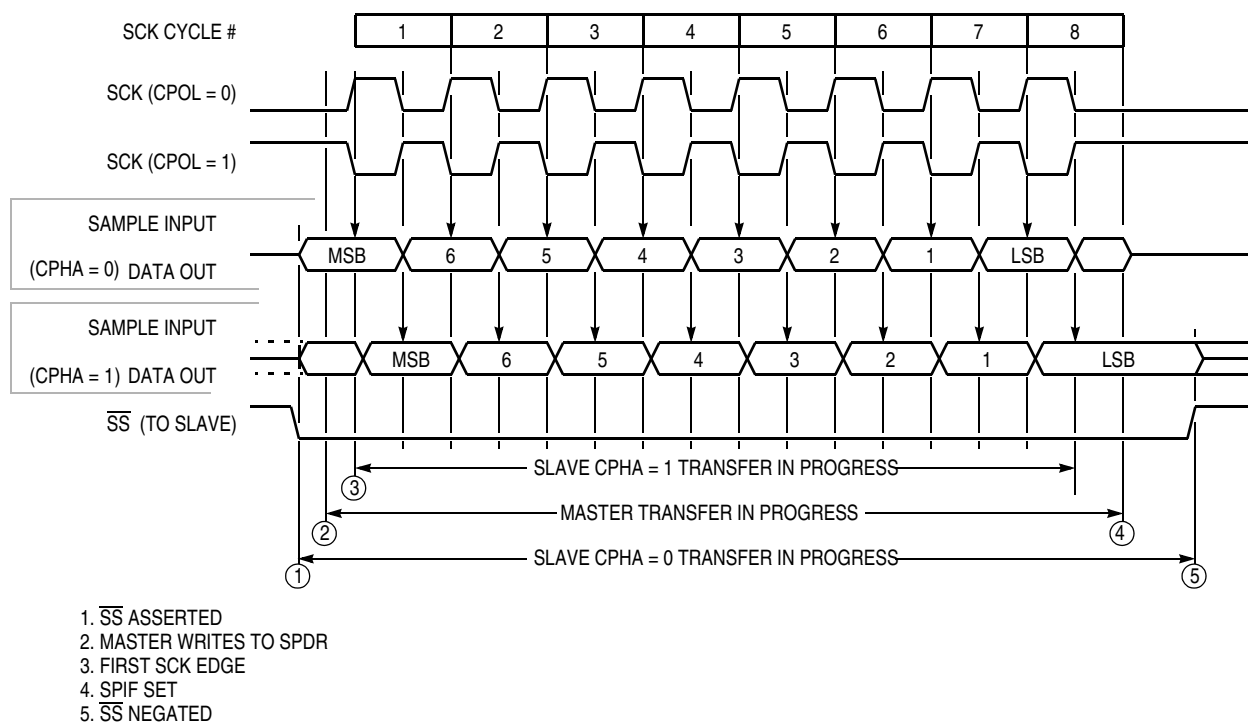 SCK CYCLE # 1 2 3 4 5 6 7 8
SCK (CPOL = 0)
SCK (CPOL = 1)
SAMPLE INPUT
(CPHA = 0) DATA OUT MSB 6 5 4 3 2 1 LSB
SAMPLE INPUT
(CPHA = 1) DATA OUT MSB 6 5 4 3 2 1 LSB
SS (TO SLAVE)
SLAVE CPHA = 1 TRANSFER IN PROGRESS
3
MASTER TRANSFER IN PROGRESS
2 4
SLAVE CPHA = 0 TRANSFER IN PROGRESS
1 5
1. SS ASSERTED
2. MASTER WRITES TO SPDR
3. FIRST SCK EDGE
4. SPIF SET
5. SS NEGATED